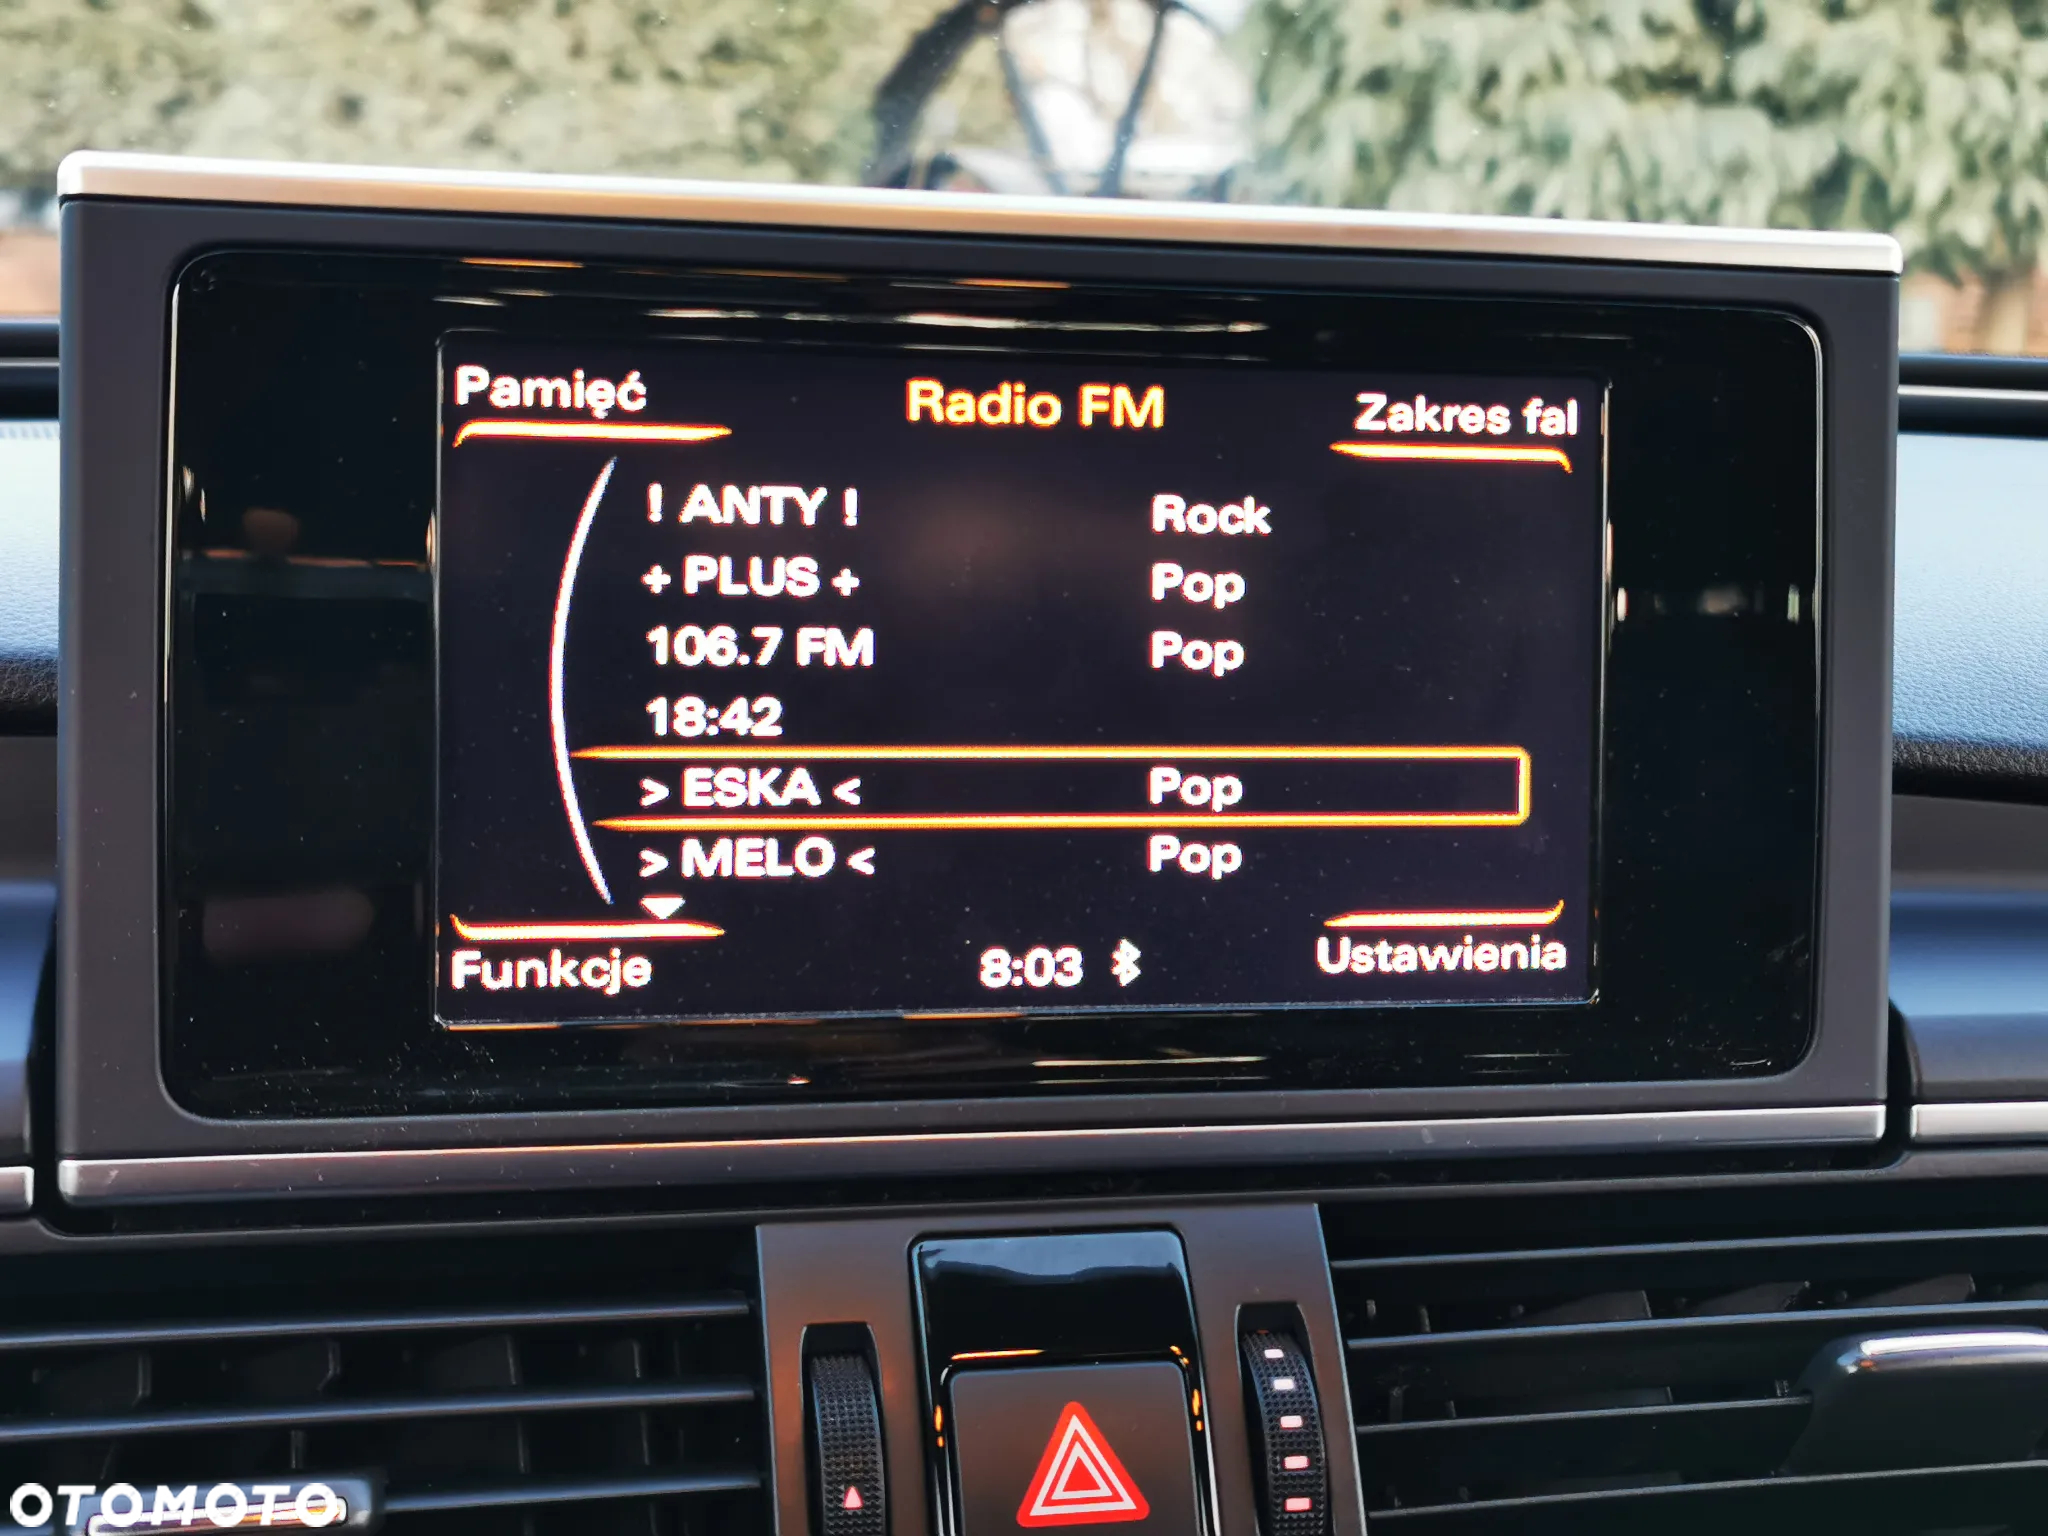 Pamięć Radio FM Zakres fal
! ANTY ! Rock
+ PLUS + Pop
106.7 FM Pop
18:42
> ESKA < Pop
> MELO < Pop
Funkcje 8:03 Ustawienia
OTOMOTO